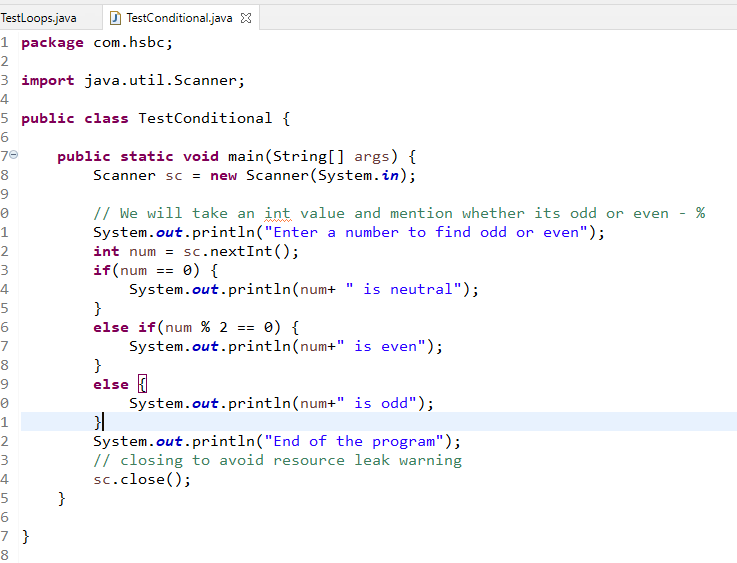 TestLoops.java TestConditional.java
1 package com.hsbc;
2
3 import java.util.Scanner;
4
5 public class TestConditional {
6
7 public static void main(String[] args) {
8 Scanner sc = new Scanner(System.in);
9
0 // We will take an int value and mention whether its odd or even - %
1 System.out.println("Enter a number to find odd or even");
2 int num = sc.nextInt();
3 if(num == 0) {
4 System.out.println(num+ " is neutral");
5 }
6 else if(num % 2 == 0) {
7 System.out.println(num+" is even");
8 }
9 else {
0 System.out.println(num+" is odd");
1 }
2 System.out.println("End of the program");
3 // closing to avoid resource leak warning
4 sc.close();
5 }
6
7 }
8